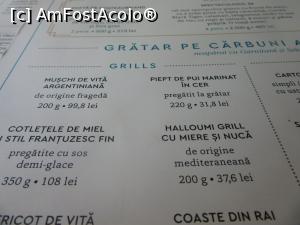 [c] AmFostAcolo®
GRĂTAR PE CĂRBUNI
GRILLS
MUȘCHI DE VITĂ
ARGENTINIANĂ
de origine fragedă
200 g • 99,8 lei
PIEPT DE PUI MARINAT
ÎN CER
pregătit la grătar
220 g • 31,8 lei
COTLEȚELE DE MIEL
STIL FRANȚUZESC FIN
pregătite cu sos
demi-glace
350 g • 108 lei
HALLOUMI GRILL
CU MIERE ȘI NUCĂ
de origine
mediteraneană
200 g • 37,6 lei
DE VITĂ
COASTE DIN RAI